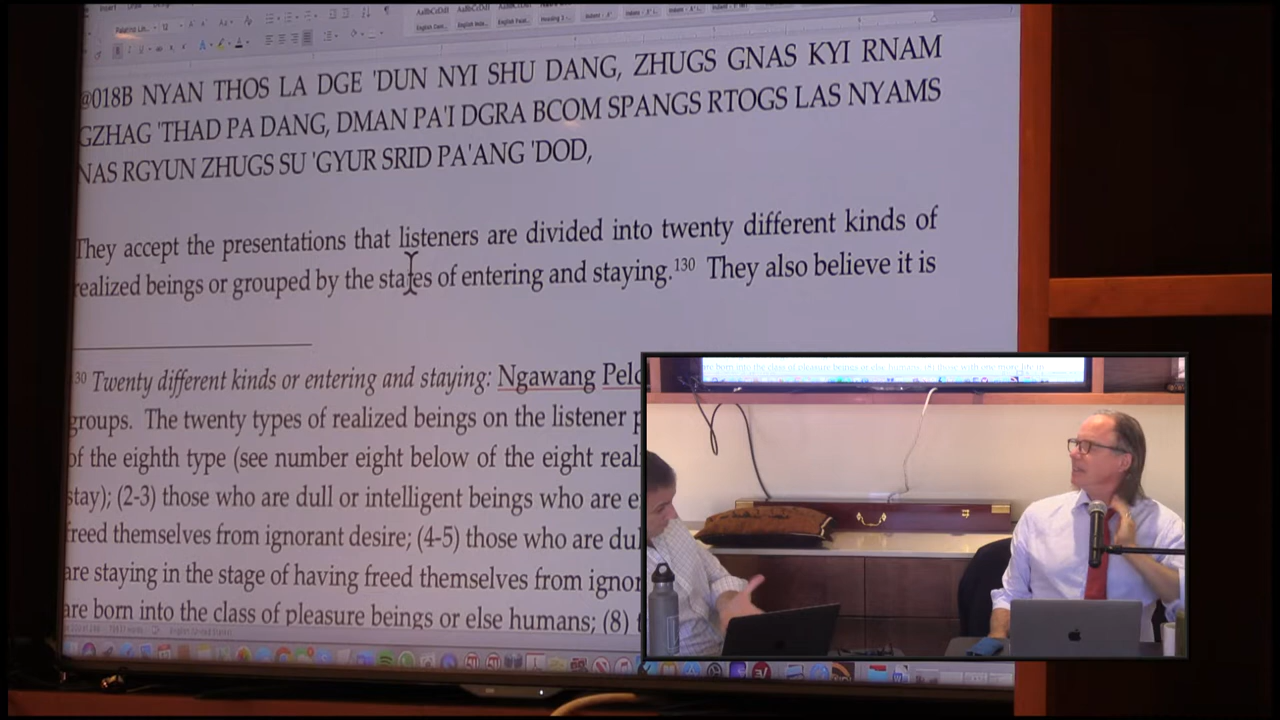 @018B NYAN THOS LA DGE 'DUN NYI SHU DANG, ZHUGS GNAS KYI RNAM
GZHAG 'THAD PA DANG, DMAN PA'I DGRA BCOM SPANGS RTOGS LAS NYAMS
NAS RGYUN ZHUGS SU 'GYUR SRID PA'ANG 'DOD,
They accept the presentations that listeners are divided into twenty different kinds of
realized beings or grouped by the states of entering and staying.130 They also believe it is
30 Twenty different kinds or entering and staying: Ngawang
groups. The twenty types of realized beings on the listener
of the eighth type (see number eight below of the eight
stay); (2-3) those who are dull or intelligent beings who are
freed themselves from ignorant desire; (4-5) those who are
are staying in the stage of having freed themselves from
are born into the class of pleasure beings or else humans; (8)